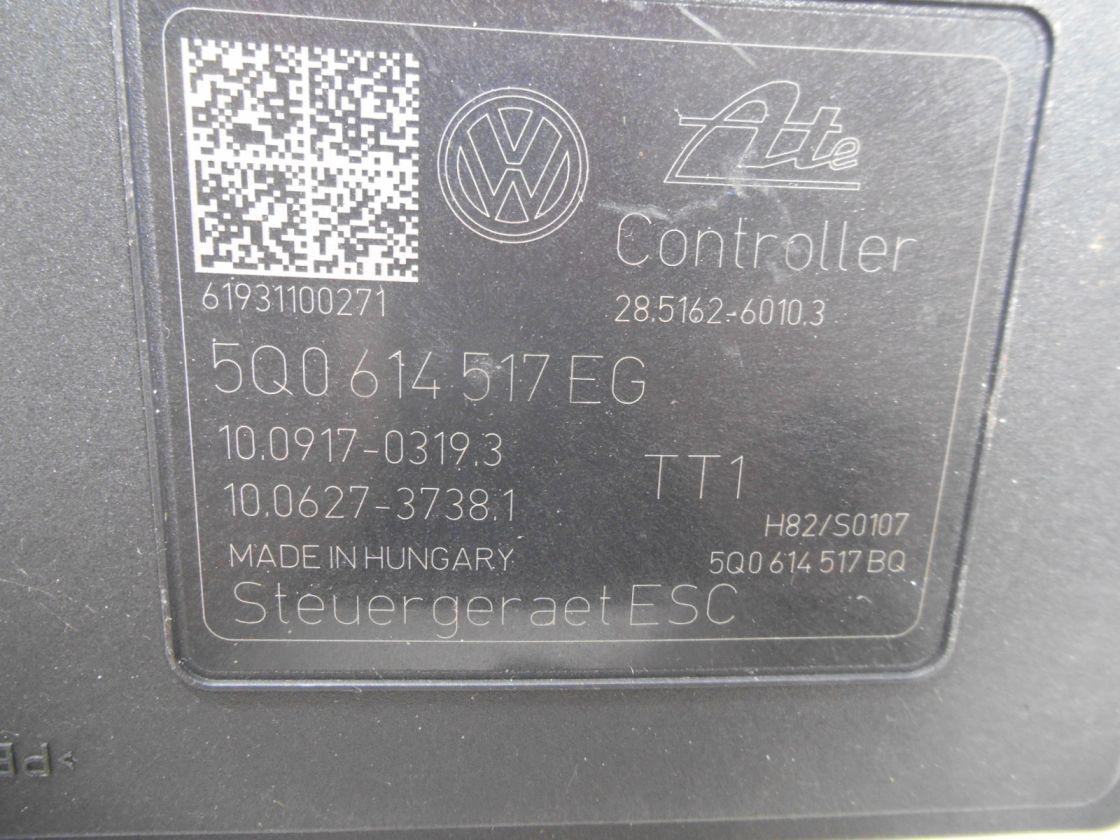 Ate
Controller
61931100271
28.5162-6010.3
5Q0 614 517 EG
10.0917-0319.3
10.0627-3738.1
TT1
H82/S0107
MADE IN HUNGARY
5Q0 614 517 BQ
Steuergeraet ESC